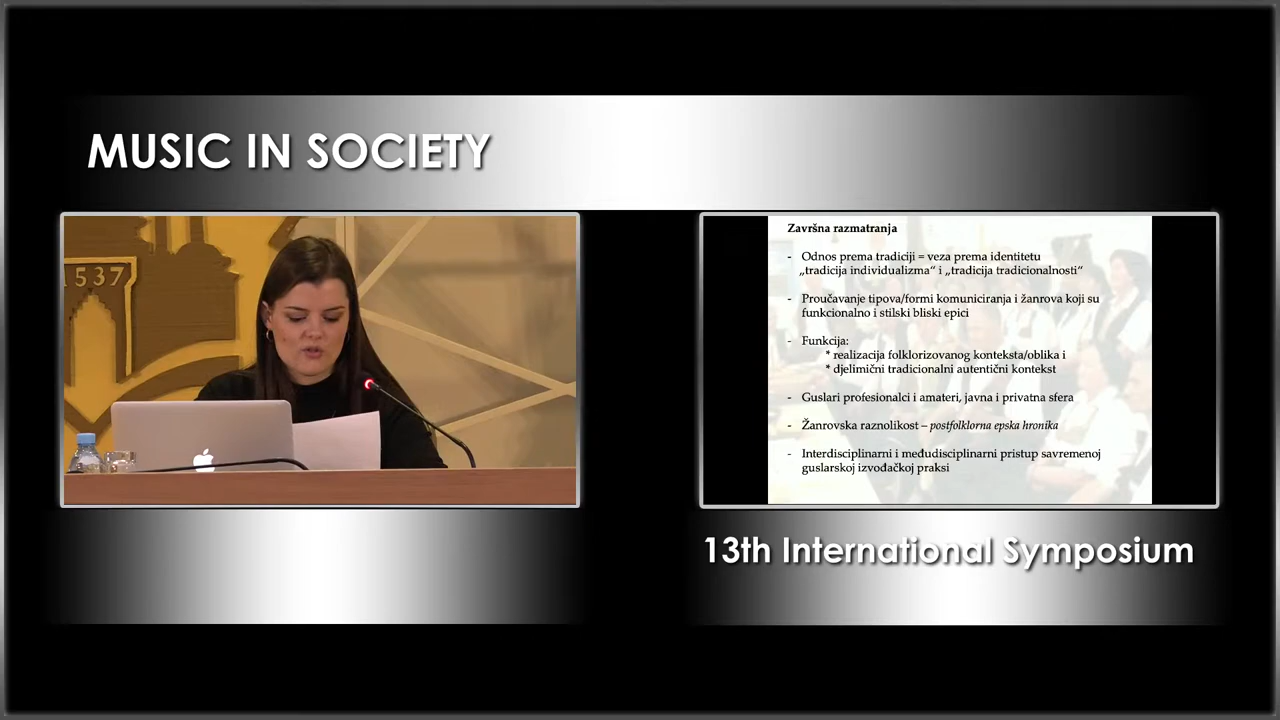 MUSIC IN SOCIETY
1537
Završna razmatranja
- Odnos prema tradiciji = veza prema identitetu
„tradicija individualizma“ i „tradicija tradicionalnosti“
- Proučavanje tipova/formi komuniciranja i žanrova koji su
funkcionalno i stilski bliski epici
- Funkcija:
* realizacija folklorizovanog konteksta/oblika i
* djelimični tradicionalni autentični kontekst
- Guslari profesionalci i amateri, javna i privatna sfera
- Žanrovska raznolikost – postfolklorna epska hronika
- Interdisciplinarni i međudisciplinarni pristup savremenoj
guslarskoj izvođačkoj praksi
13th International Symposium